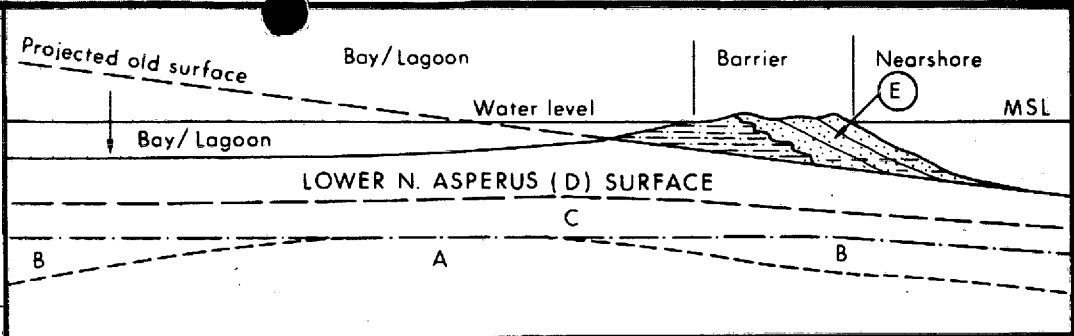 Projected old surface
Bay/Lagoon
Barrier
Nearshore
E
Water level
MSL
Bay/Lagoon
LOWER N. ASPERUS (D) SURFACE
C
B
A
B